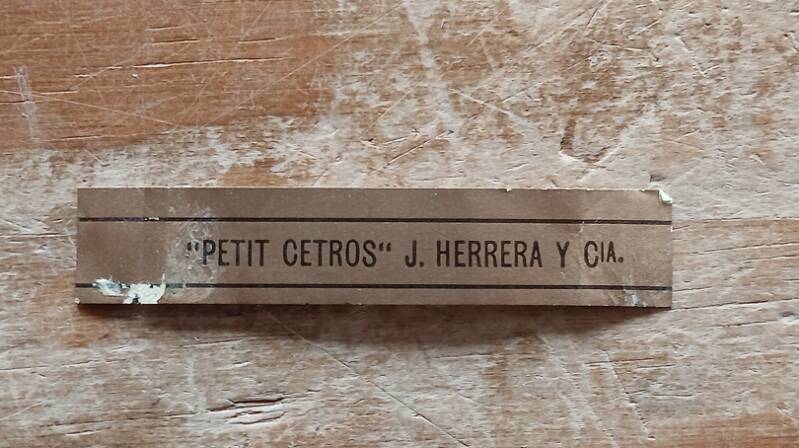 “PETIT CETROS“ J. HERRERA Y CIA.